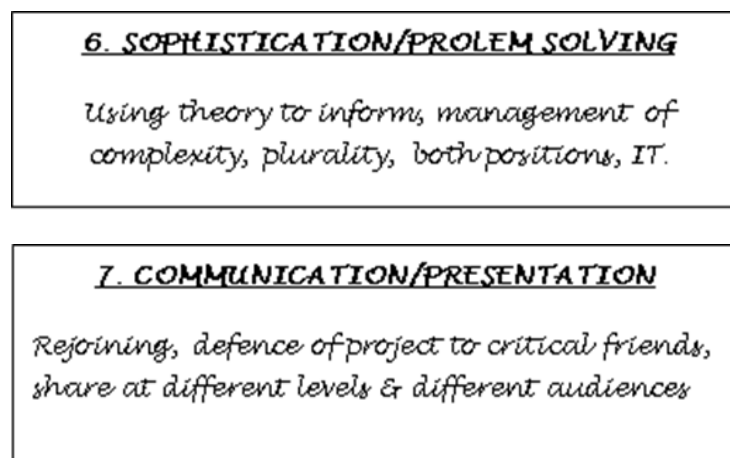 6. SOPHISTICATION/PROLEM SOLVING
Using theory to inform, management of
complexity, plurality, both positions, IT.
7. COMMUNICATION/PRESENTATION
Rejoining, defence of project to critical friends,
share at different levels & different audiences